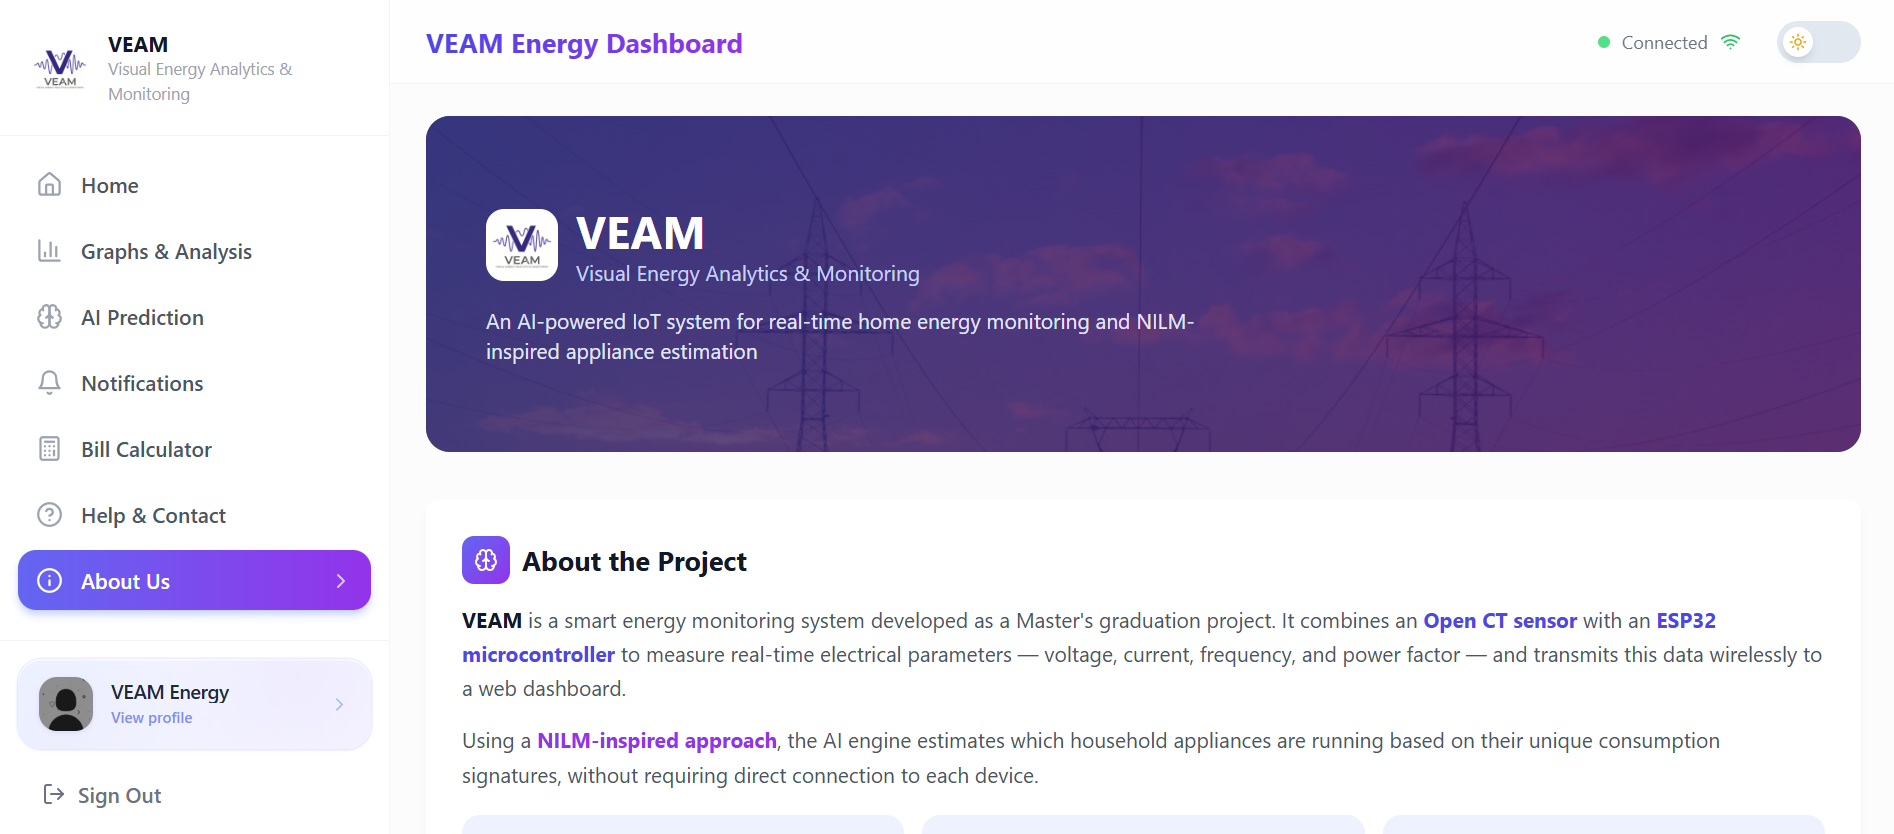 VEAM
Visual Energy Analytics &
Monitoring
VEAM
Home
Graphs & Analysis
AI Prediction
Notifications
Bill Calculator
Help & Contact
About Us
VEAM Energy
View profile
Sign Out
VEAM Energy Dashboard
Connected
VEAM
VEAM
Visual Energy Analytics & Monitoring
An AI-powered IoT system for real-time home energy monitoring and NILM-
inspired appliance estimation
About the Project
VEAM is a smart energy monitoring system developed as a Master's graduation project. It combines an Open CT sensor with an ESP32
microcontroller to measure real-time electrical parameters — voltage, current, frequency, and power factor — and transmits this data wirelessly to
a web dashboard.
Using a NILM-inspired approach, the AI engine estimates which household appliances are running based on their unique consumption
signatures, without requiring direct connection to each device.